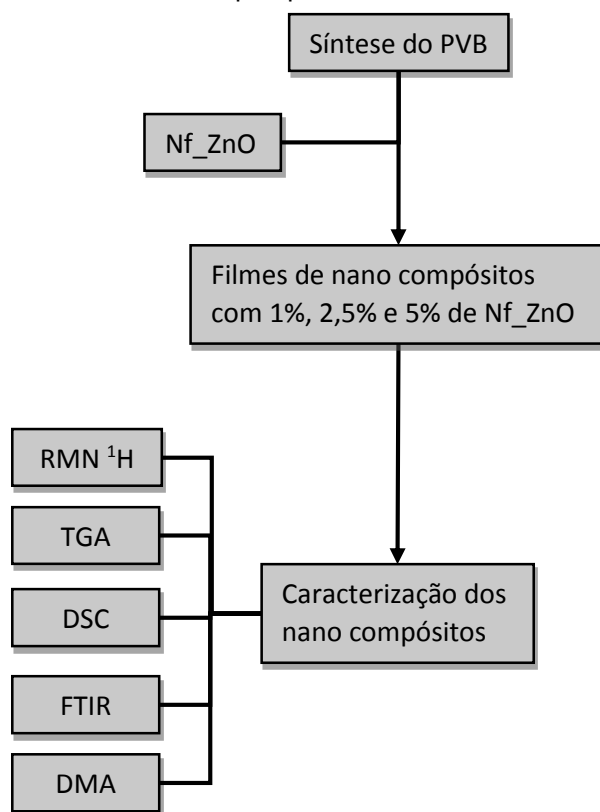 Síntese do PVB
Nf_ZnO
Filmes de nano compósitos
com 1%, 2,5% e 5% de Nf_ZnO
RMN ¹H
TGA
DSC
FTIR
DMA
Caracterização dos
nano compósitos